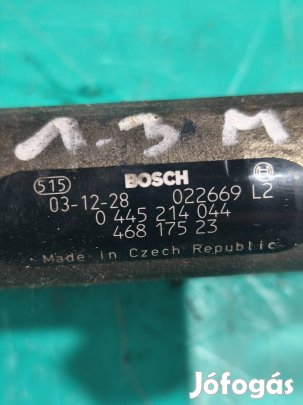 1.3 M
515 BOSCH
03-12-28 022669 L2
0 445 214 044
468 175 23
Made in Czech Republic
Jófogás